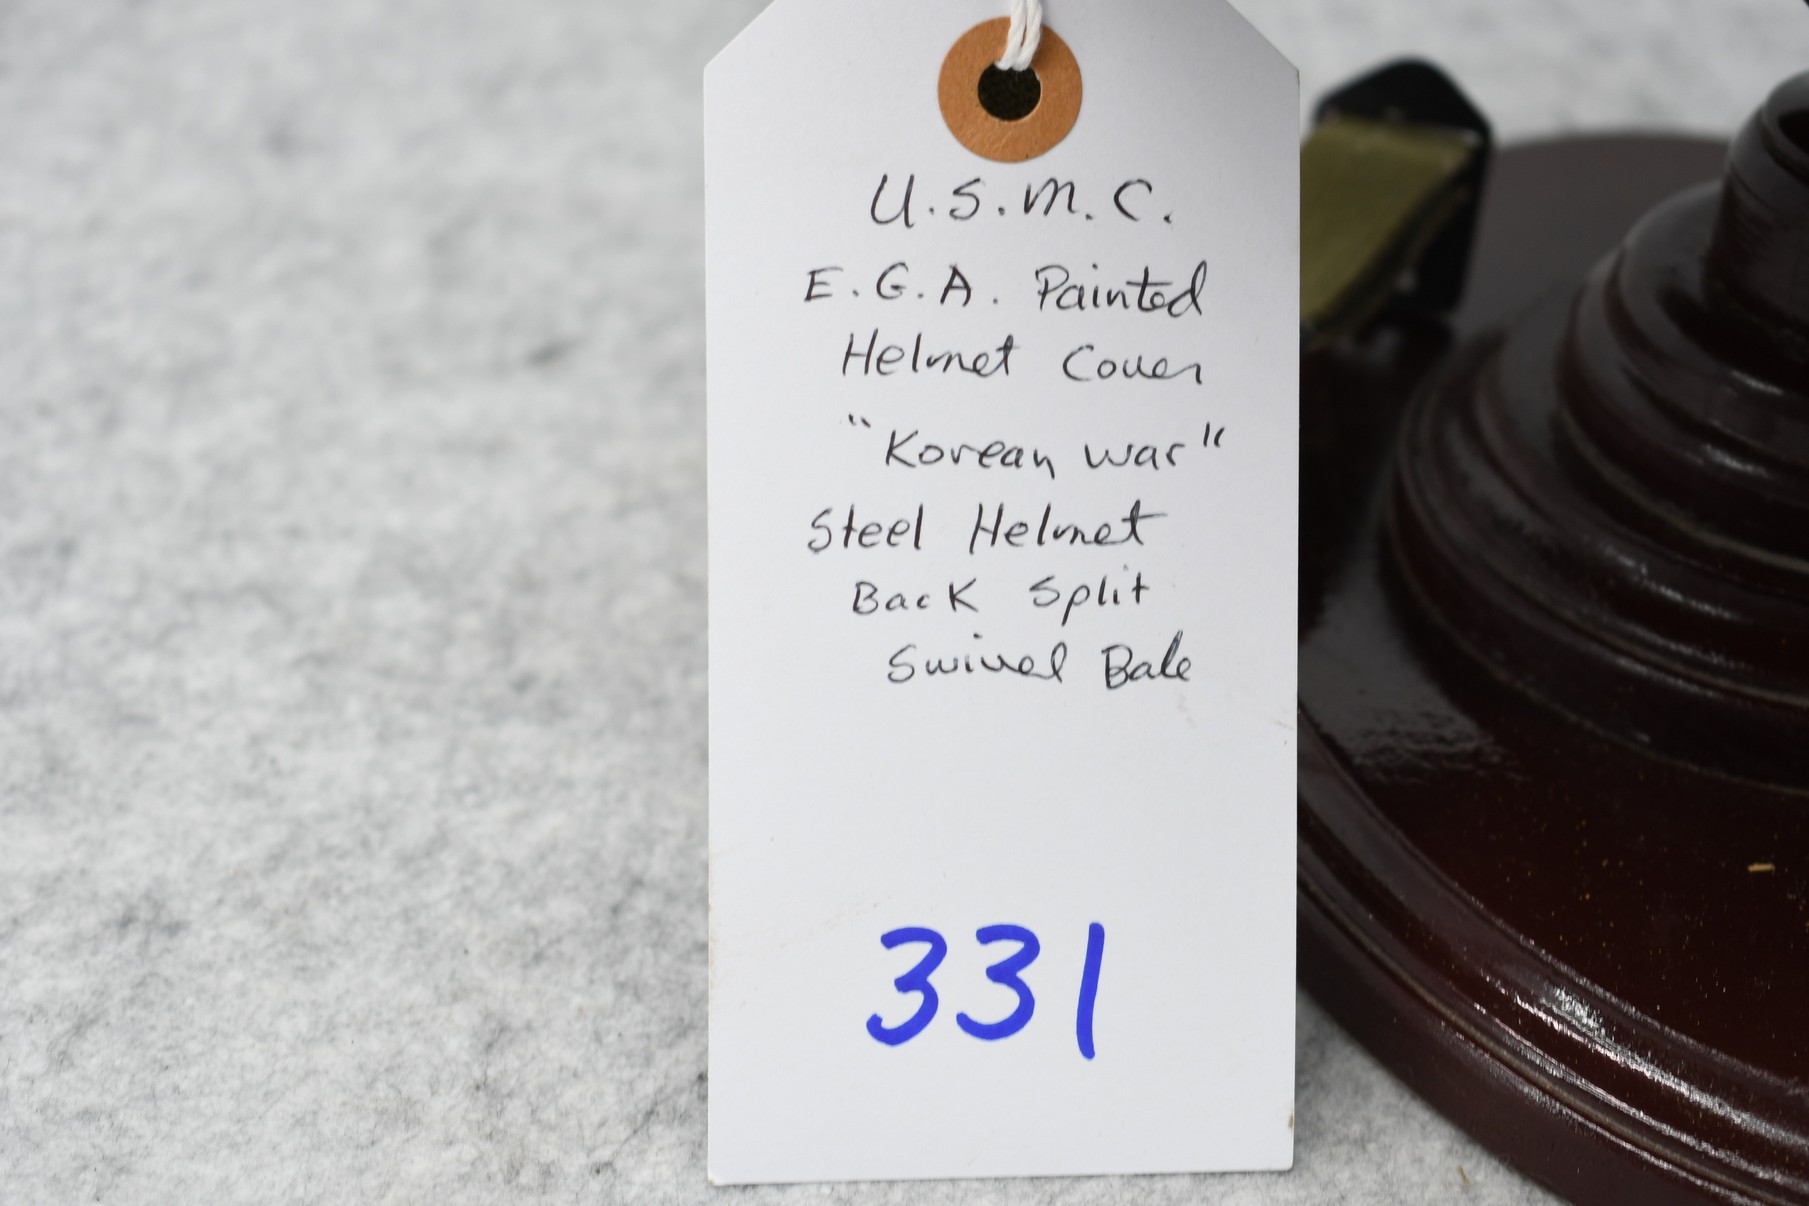 U.S.M.C.
E.G.A. Painted
Helmet Cover
"Korean War"
Steel Helmet
Back Split
Swivel Bale
331